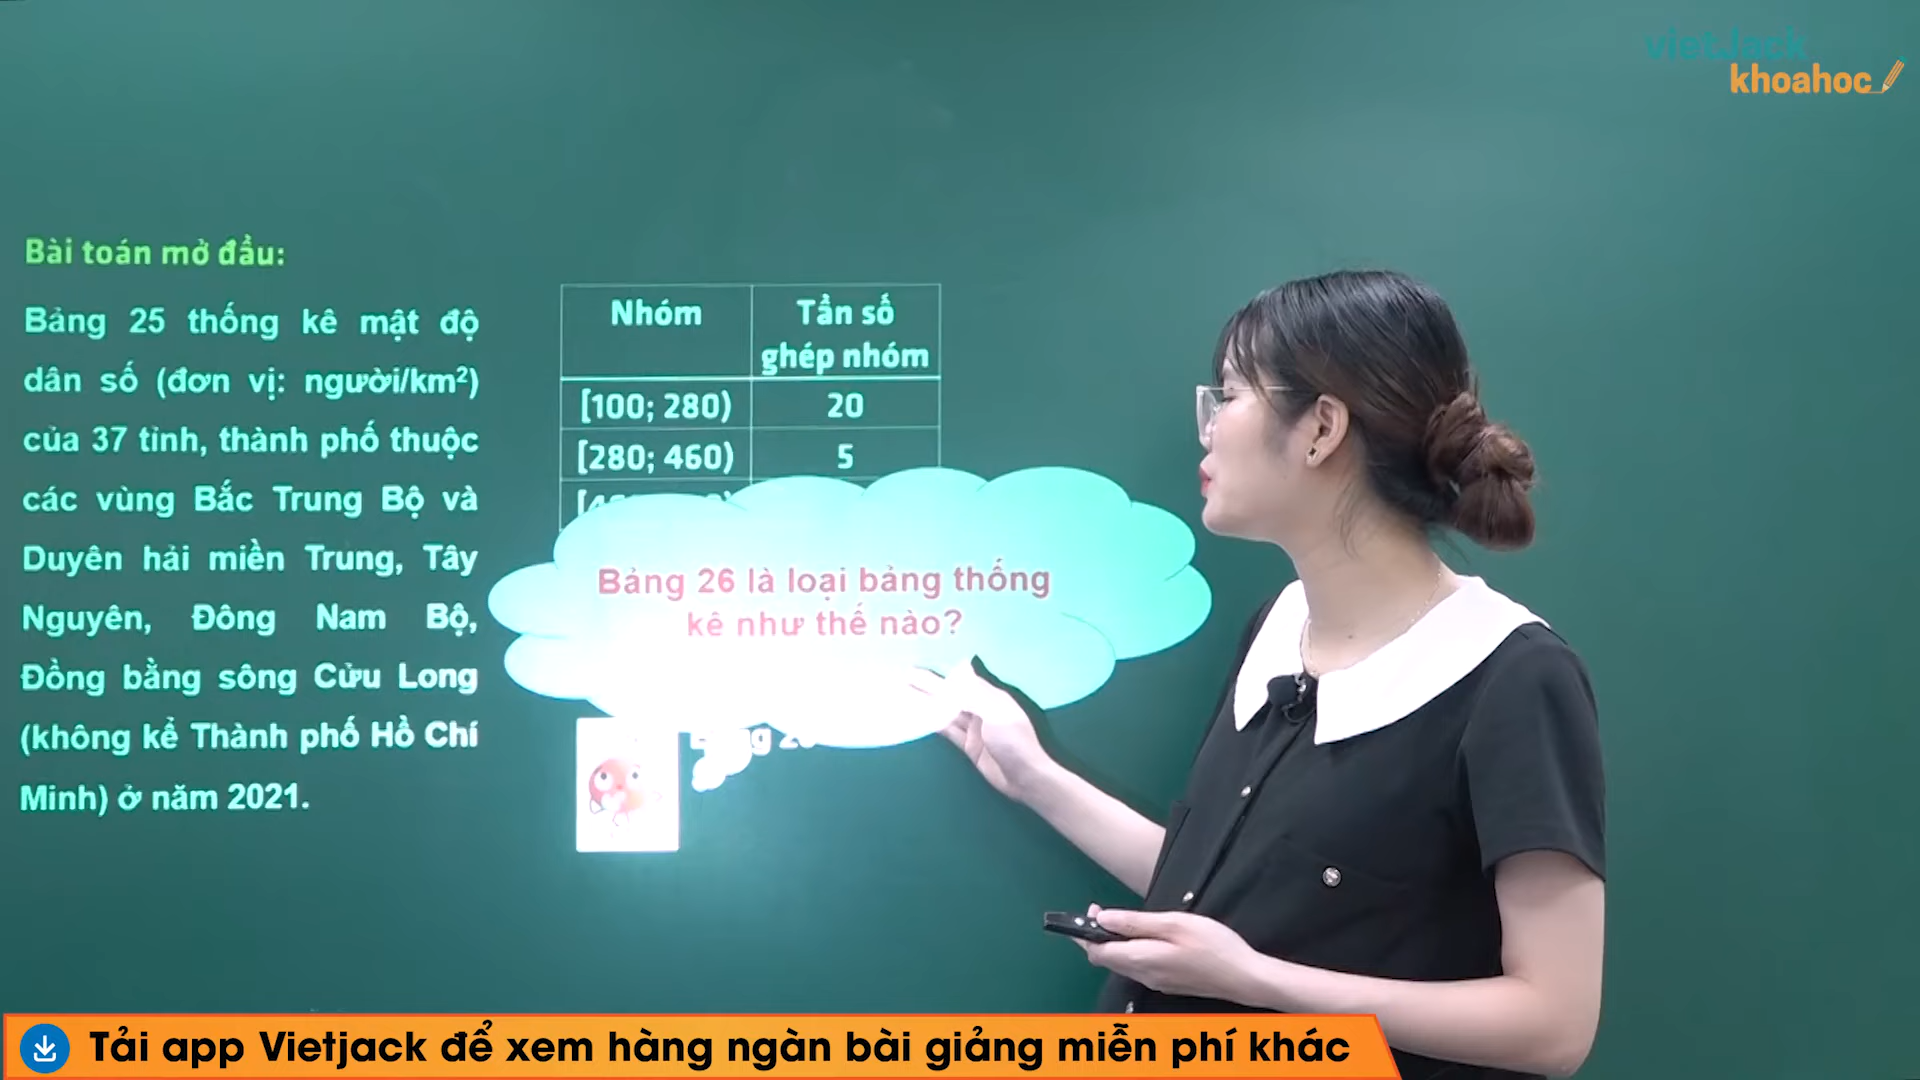 vietJack
khoahoc
Bài toán mở đầu:
Bảng 25 thống kê mật độ
dân số (đơn vị: người/km²)
của 37 tỉnh, thành phố thuộc
các vùng Bắc Trung Bộ và
Duyên hải miền Trung, Tây
Nguyên, Đông Nam Bộ,
Đồng bằng sông Cửu Long
(không kể Thành phố Hồ Chí
Minh) ở năm 2021.
Nhóm
Tần số
ghép nhóm
[100; 280)
20
[280; 460)
5
Bảng 26 là loại bảng thống
kê như thế nào?
Tải app Vietjack để xem hàng ngàn bài giảng miễn phí khác